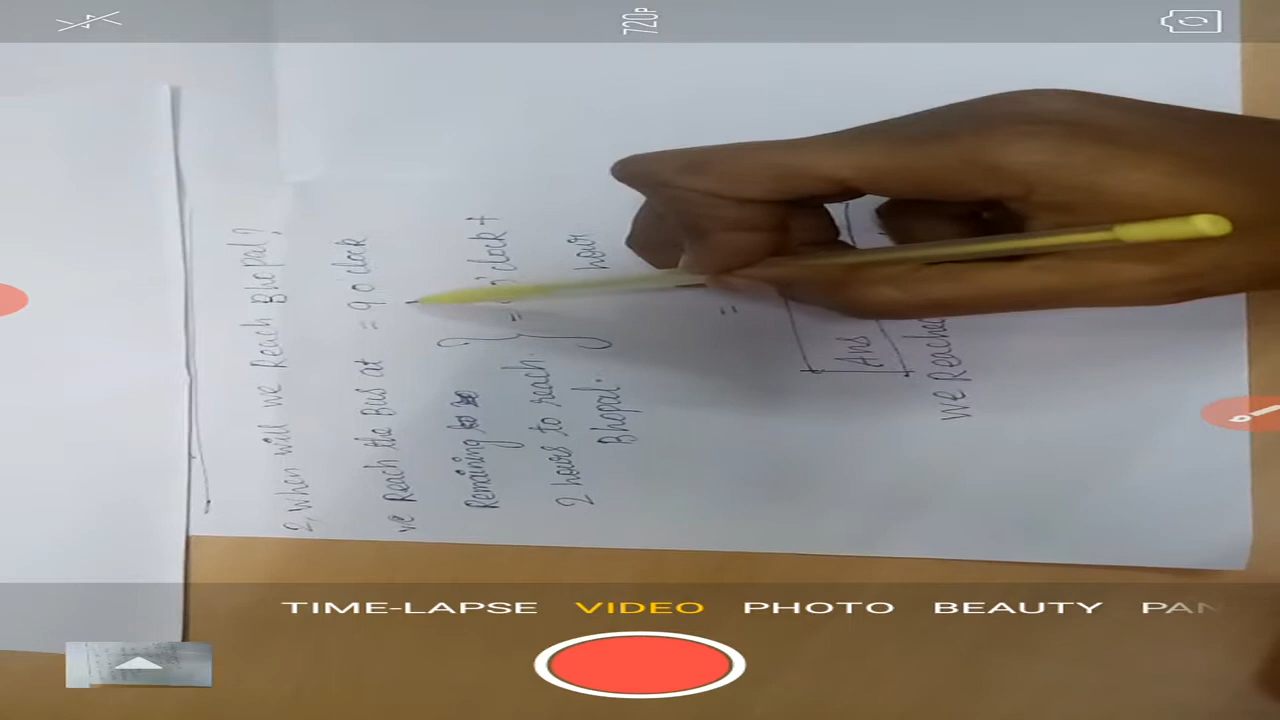 720P
2, When will we Reach Bhopal?
we Reach the Bus at = 9 o clock
Remaining
2 hours to reach. } = o'clock +
Bhopal. hour
=
Ans
we Reached
TIME-LAPSE VIDEO PHOTO BEAUTY PAN